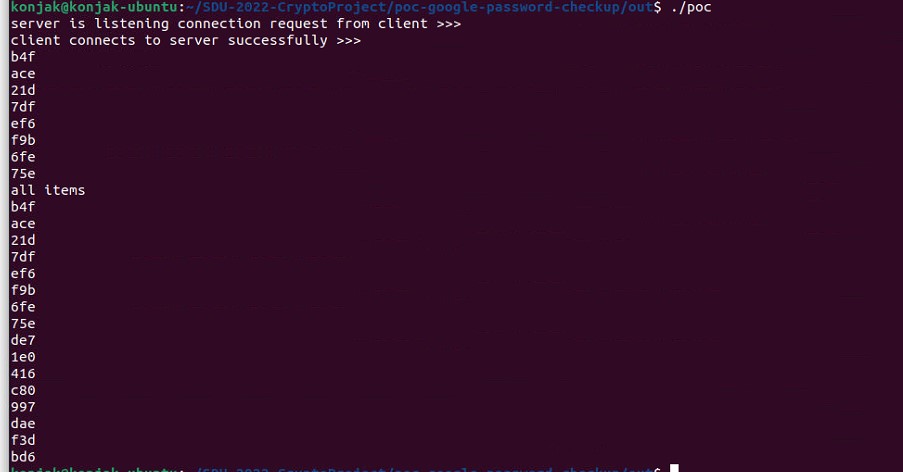 konjak@konjak-ubuntu:~/SDU-2022-CryptoProject/poc-google-password-checkup/out$ ./poc
server is listening connection request from client >>>
client connects to server successfully >>>
b4f
ace
21d
7df
ef6
f9b
6fe
75e
all items
b4f
ace
21d
7df
ef6
f9b
6fe
75e
de7
1e0
416
c80
997
dae
f3d
bd6
konjak@konjak-ubuntu:~/SDU-2022-CryptoProject/poc-google-password-checkup/out$